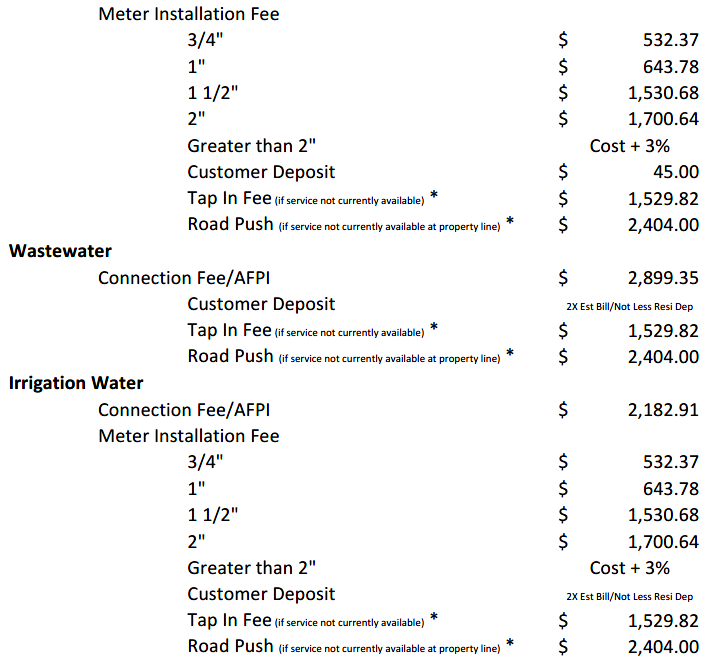 Meter Installation Fee
3/4" $ 532.37
1" $ 643.78
1 1/2" $ 1,530.68
2" $ 1,700.64
Greater than 2" Cost + 3%
Customer Deposit $ 45.00
Tap In Fee (if service not currently available) * $ 1,529.82
Road Push (if service not currently available at property line) * $ 2,404.00
Wastewater
Connection Fee/AFPI $ 2,899.35
Customer Deposit 2X Est Bill/Not Less Resi Dep
Tap In Fee (if service not currently available) * $ 1,529.82
Road Push (if service not currently available at property line) * $ 2,404.00
Irrigation Water
Connection Fee/AFPI $ 2,182.91
Meter Installation Fee
3/4" $ 532.37
1" $ 643.78
1 1/2" $ 1,530.68
2" $ 1,700.64
Greater than 2" Cost + 3%
Customer Deposit 2X Est Bill/Not Less Resi Dep
Tap In Fee (if service not currently available) * $ 1,529.82
Road Push (if service not currently available at property line) * $ 2,404.00